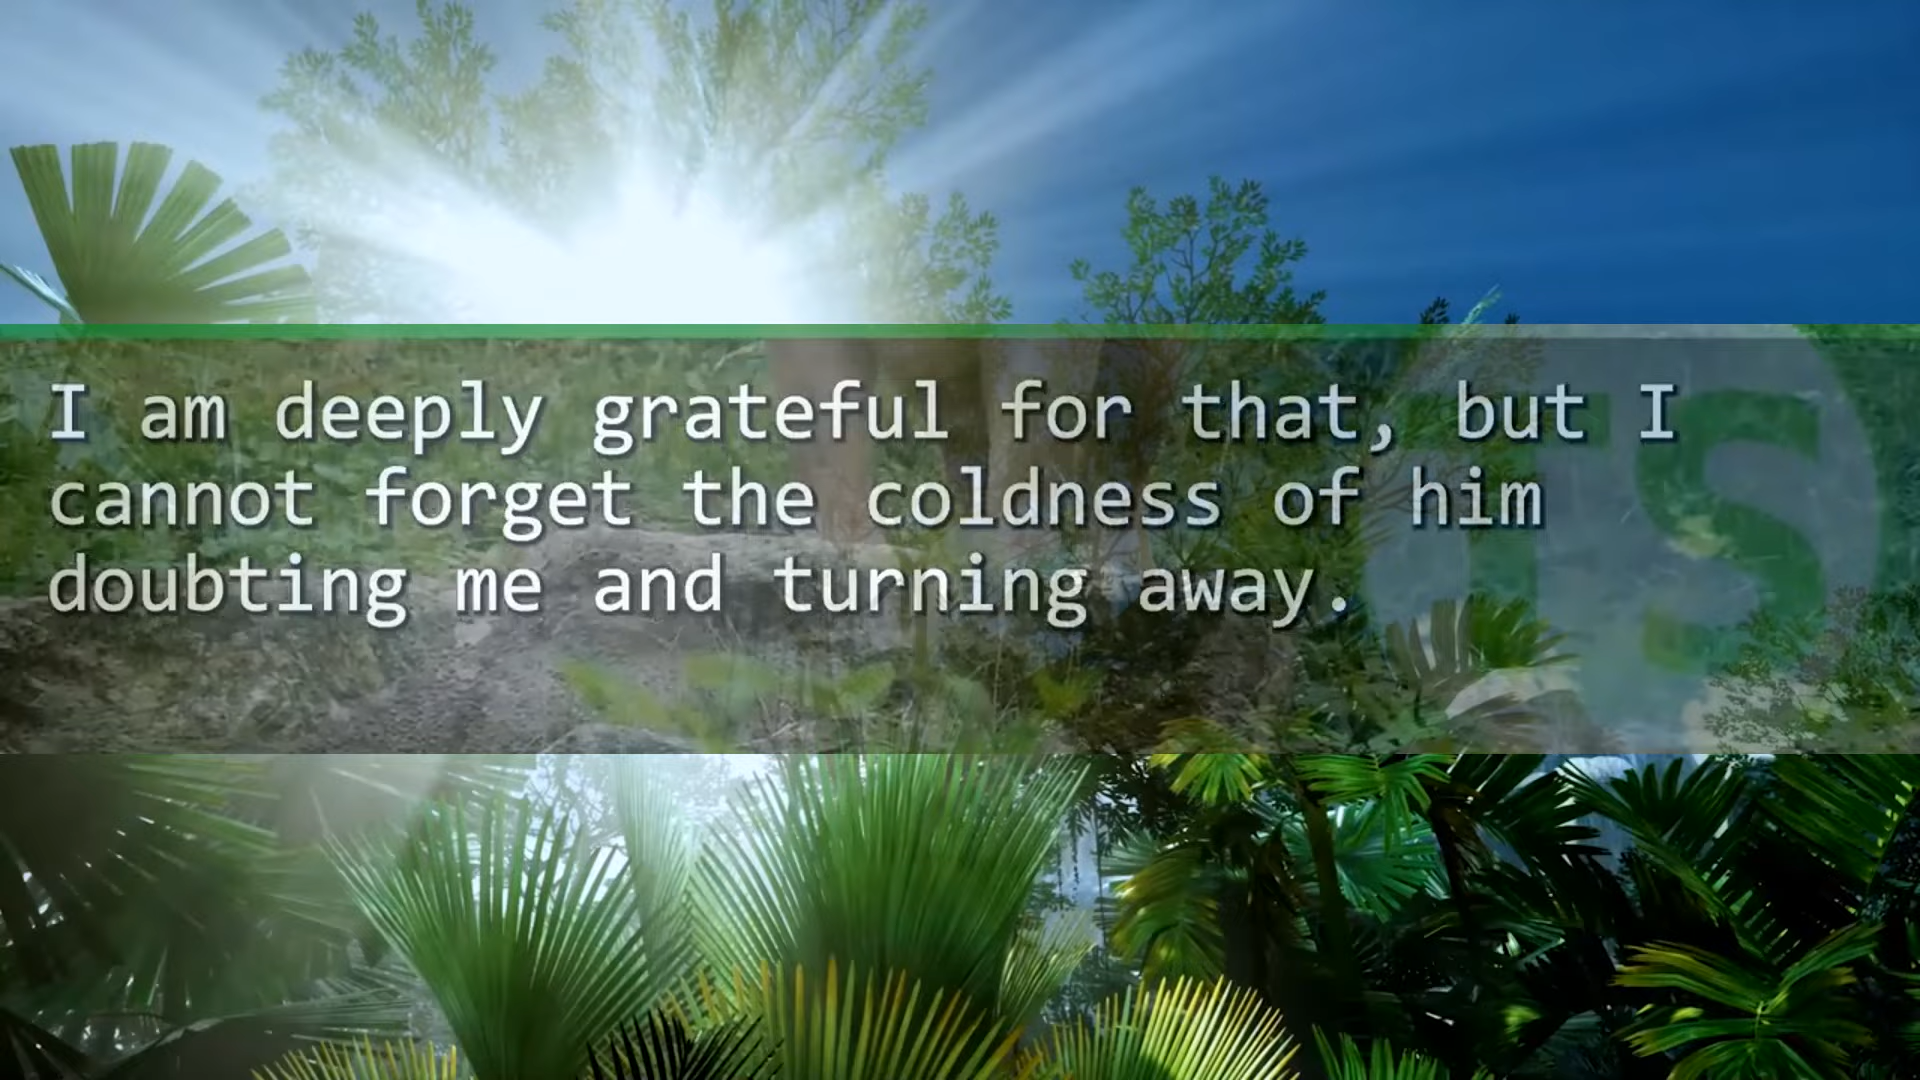 I am deeply grateful for that, but I
cannot forget the coldness of him
doubting me and turning away.